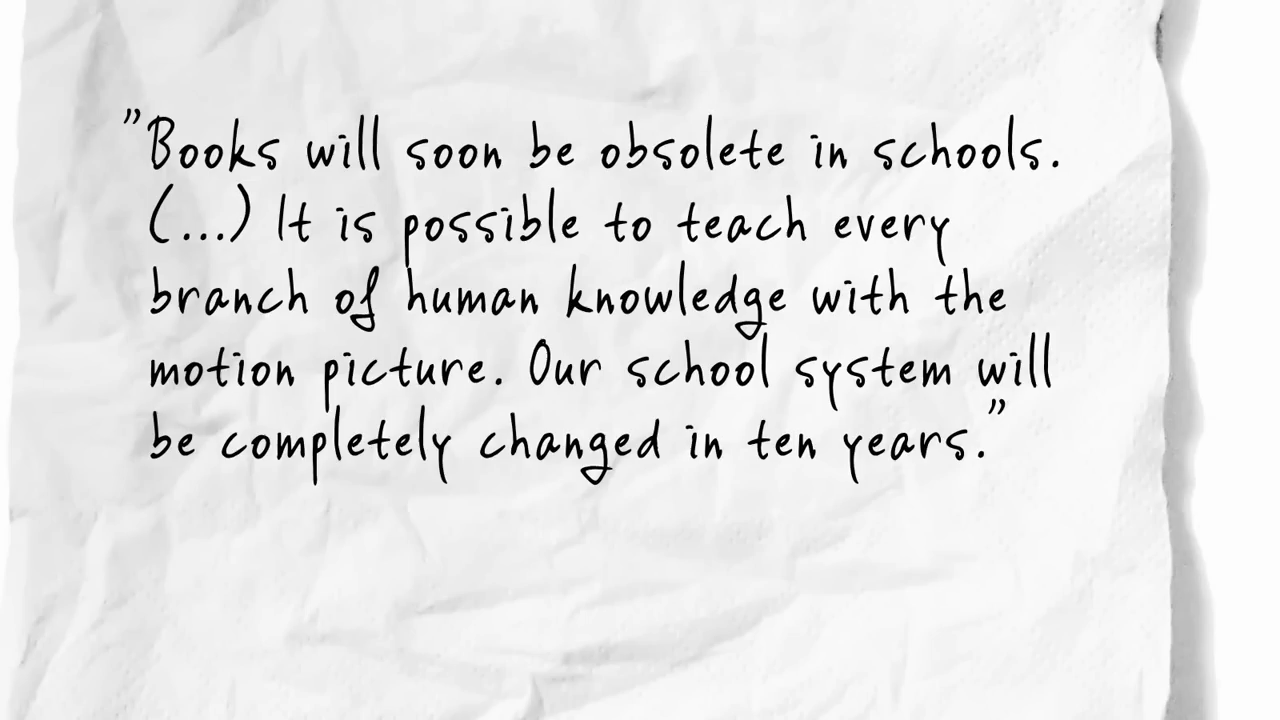 ”Books will soon be obsolete in schools.
(...) It is possible to teach every
branch of human knowledge with the
motion picture. Our school system will
be completely changed in ten years.”